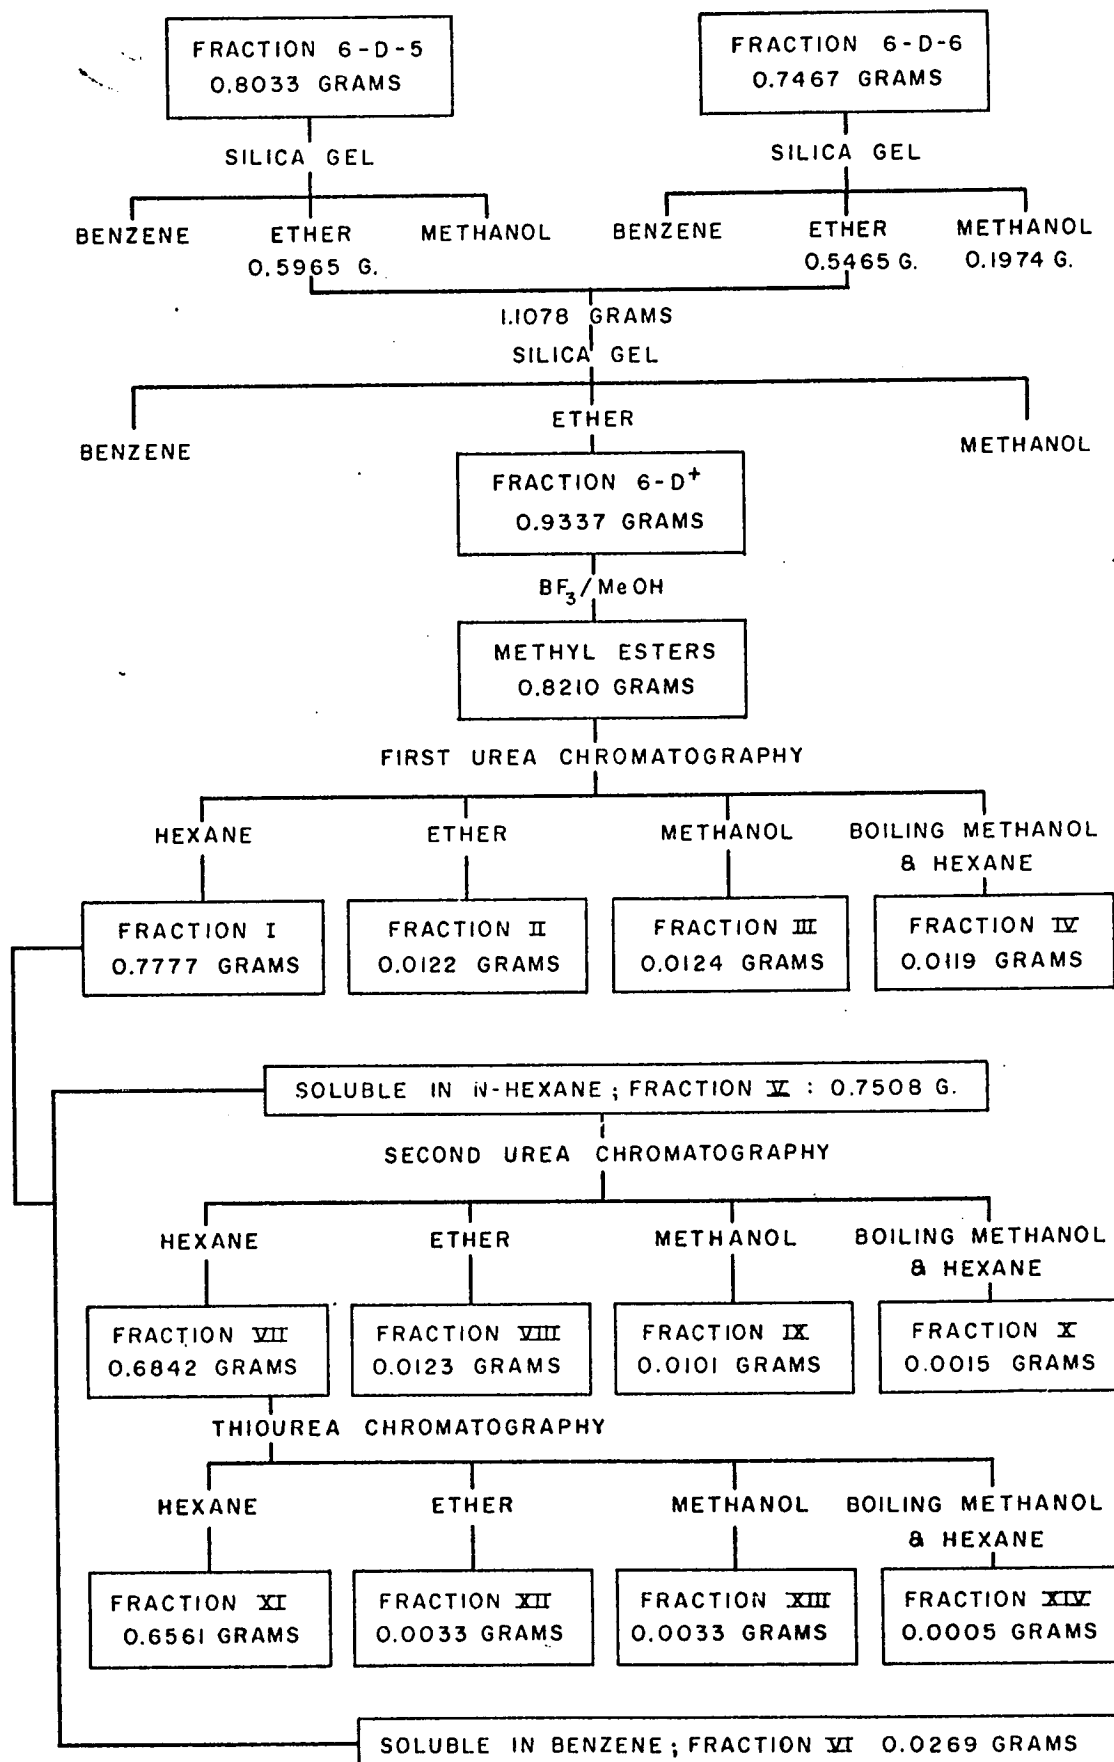 FRACTION 6-D-5
0.8033 GRAMS
FRACTION 6-D-6
0.7467 GRAMS
SILICA GEL
SILICA GEL
BENZENE
ETHER
0.5965 G.
METHANOL
BENZENE
ETHER
0.5465 G.
METHANOL
0.1974 G.
1.1078 GRAMS
SILICA GEL
BENZENE
ETHER
METHANOL
FRACTION 6-D+
0.9337 GRAMS
BF3/MeOH
METHYL ESTERS
0.8210 GRAMS
FIRST UREA CHROMATOGRAPHY
HEXANE
ETHER
METHANOL
BOILING METHANOL
& HEXANE
FRACTION I
0.7777 GRAMS
FRACTION II
0.0122 GRAMS
FRACTION III
0.0124 GRAMS
FRACTION IV
0.0119 GRAMS
SOLUBLE IN N-HEXANE; FRACTION V : 0.7508 G.
SECOND UREA CHROMATOGRAPHY
HEXANE
ETHER
METHANOL
BOILING METHANOL
& HEXANE
FRACTION VII
0.6842 GRAMS
FRACTION VIII
0.0123 GRAMS
FRACTION IX
0.0101 GRAMS
FRACTION X
0.0015 GRAMS
THIOUREA CHROMATOGRAPHY
HEXANE
ETHER
METHANOL
BOILING METHANOL
& HEXANE
FRACTION XI
0.6561 GRAMS
FRACTION XII
0.0033 GRAMS
FRACTION XIII
0.0033 GRAMS
FRACTION XIV
0.0005 GRAMS
SOLUBLE IN BENZENE; FRACTION VI 0.0269 GRAMS